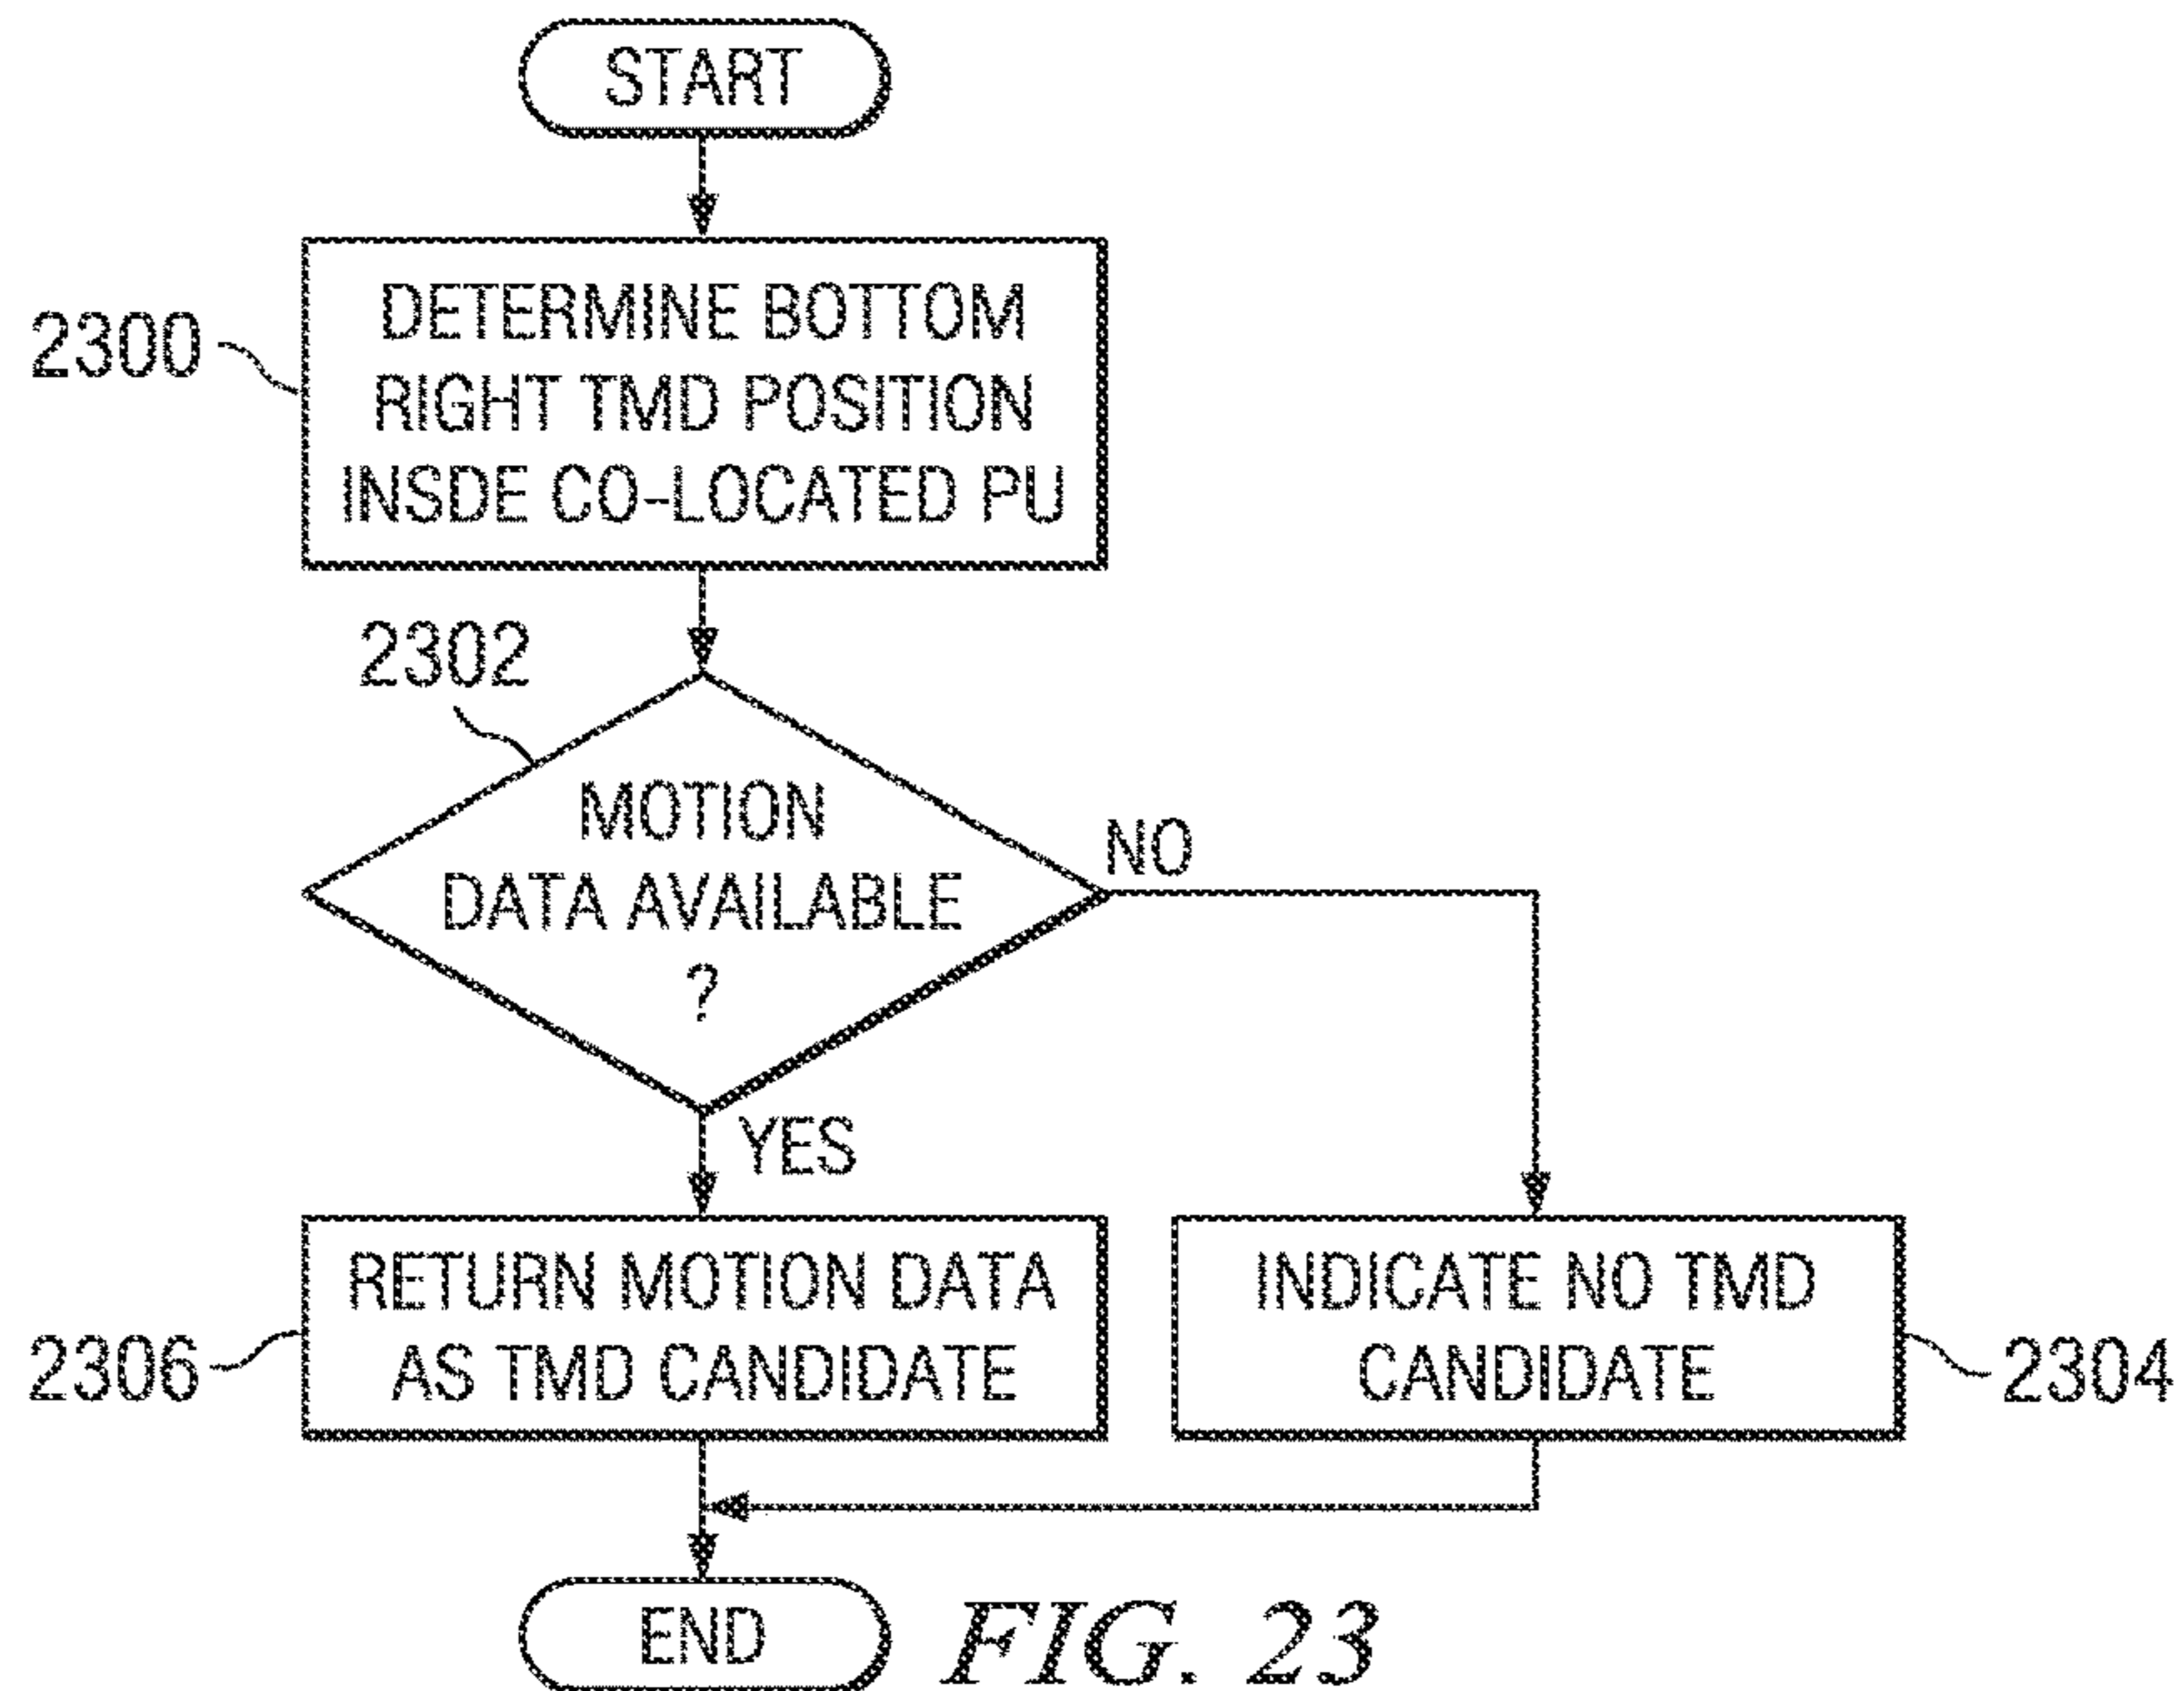 START
2300
DETERMINE BOTTOM
RIGHT TMD POSITION
INSDE CO-LOCATED PU
2302
MOTION
DATA AVAILABLE
?
NO
YES
2306
RETURN MOTION DATA
AS TMD CANDIDATE
INDICATE NO TMD
CANDIDATE
2304
END
FIG. 23